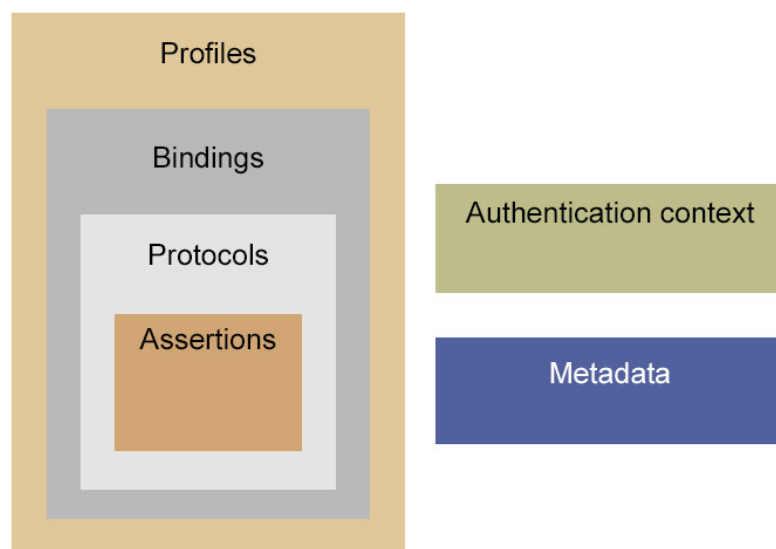 Profiles
Bindings
Protocols
Assertions
Authentication context
Metadata